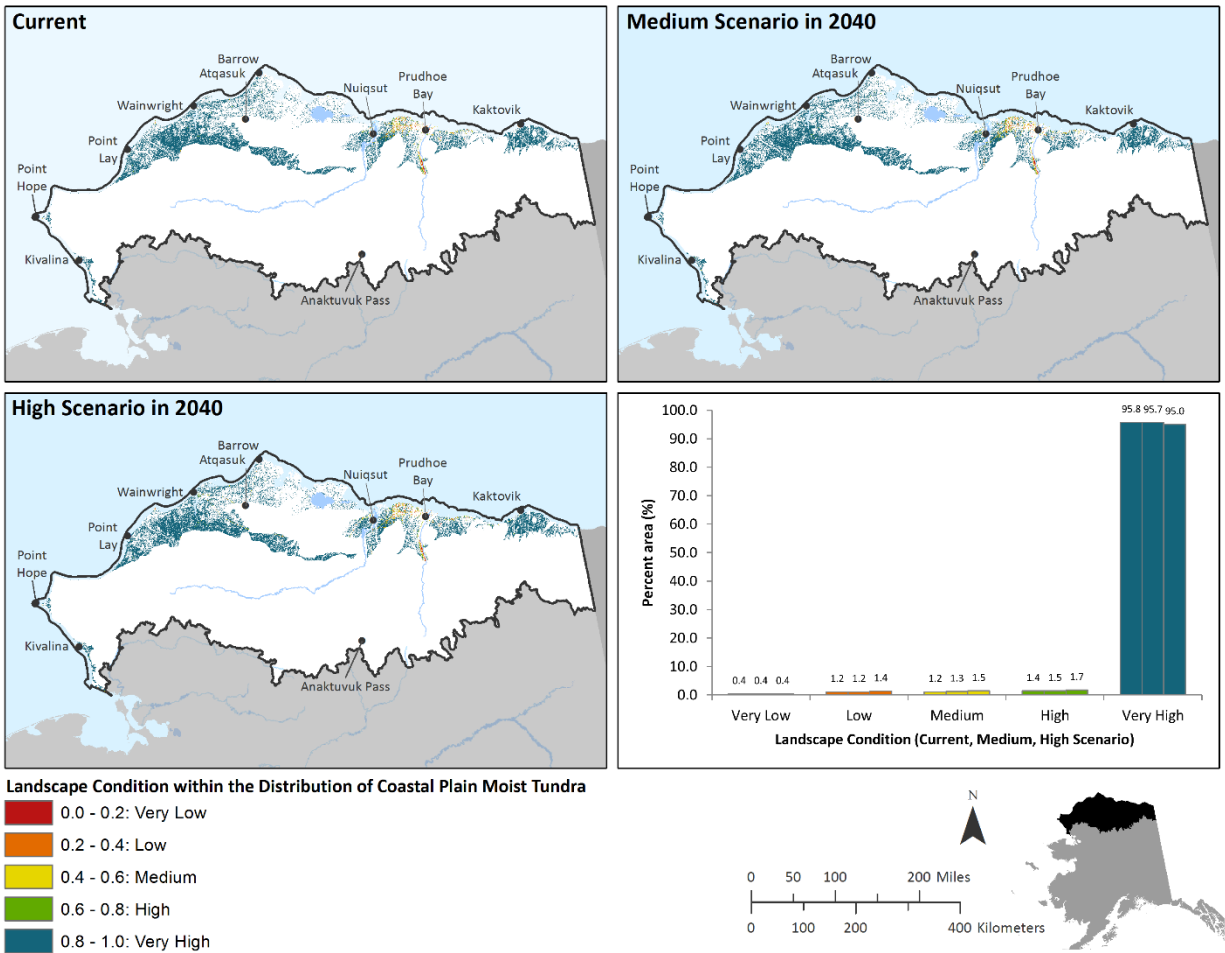 Current
Barrow
Atqasuk
Wainwright
Nuiqsut
Prudhoe
Bay
Kaktovik
Point
Lay
Point
Hope
Kivalina
Anaktuvuk Pass
Medium Scenario in 2040
Barrow
Atqasuk
Wainwright
Nuiqsut
Prudhoe
Bay
Kaktovik
Point
Lay
Point
Hope
Kivalina
Anaktuvuk Pass
High Scenario in 2040
Barrow
Atqasuk
Wainwright
Nuiqsut
Prudhoe
Bay
Kaktovik
Point
Lay
Point
Hope
Kivalina
Anaktuvuk Pass
100.0
90.0
80.0
70.0
60.0
50.0
40.0
30.0
20.0
10.0
0.0
Percent area (%)
0.4 0.4 0.4
1.2 1.2 1.4
1.2 1.3 1.5
1.4 1.5 1.7
95.8 95.7 95.0
Very Low Low Medium High Very High
Landscape Condition (Current, Medium, High Scenario)
Landscape Condition within the Distribution of Coastal Plain Moist Tundra
0.0 - 0.2: Very Low
0.2 - 0.4: Low
0.4 - 0.6: Medium
0.6 - 0.8: High
0.8 - 1.0: Very High
N
0 50 100 200 Miles
0 100 200 400 Kilometers